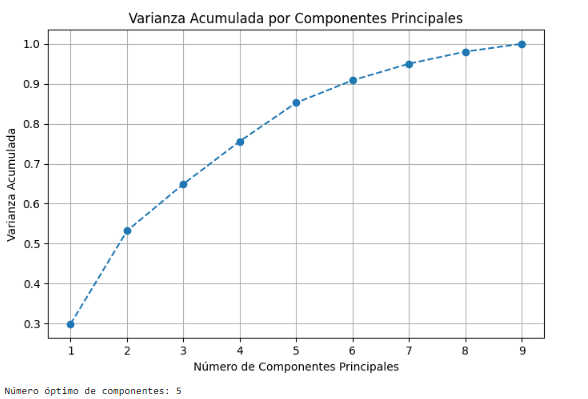 Varianza Acumulada por Componentes Principales
1.0
0.9
0.8
0.7
0.6
0.5
0.4
0.3
Varianza Acumulada
1 2 3 4 5 6 7 8 9
Número de Componentes Principales
Número óptimo de componentes: 5